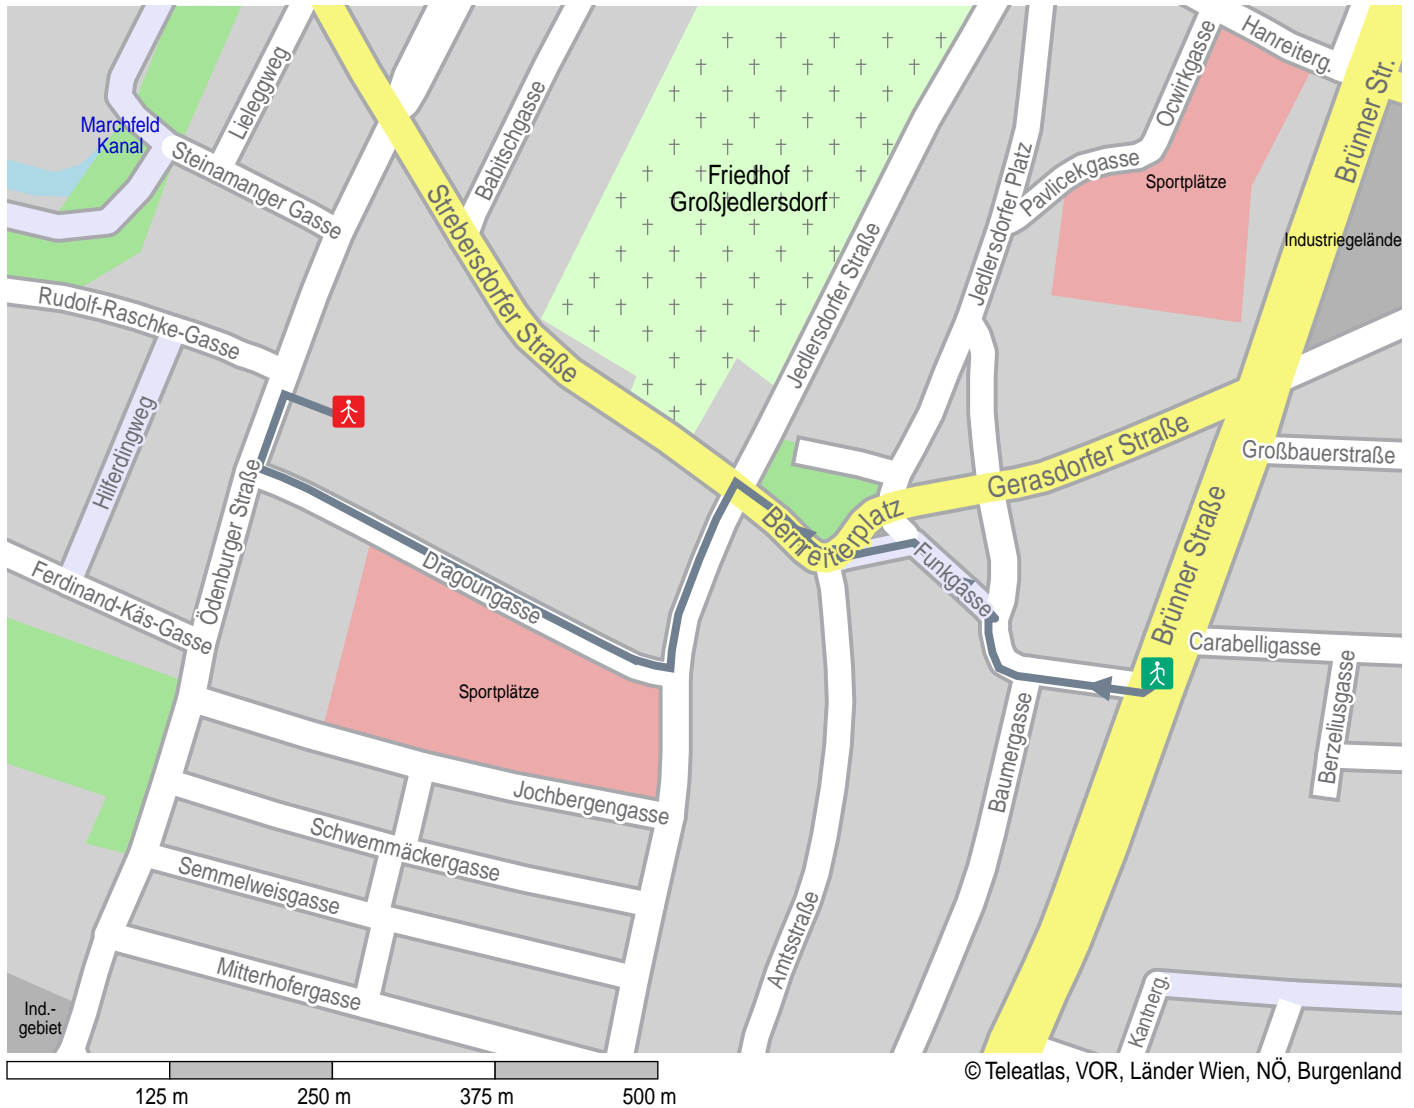 Hanreiterg.
Ocwirkgasse
Brünner Str.
Lieleggweg
Marchfeld
Kanal
Babitschgasse
Steinamanger Gasse
Friedhof
Großjedlersdorf
Jedlersdorfer Platz
Pavlicekgasse
Sportplätze
Strebersdorfer Straße
Jedlersdorfer Straße
Industriegelände
Rudolf-Raschke-Gasse
Hilferdingweg
Gerasdorfer Straße
Großbauerstraße
Ödenburger Straße
Bernreiterplatz
Funkgasse
Brünner Straße
Dragoungasse
Ferdinand-Käs-Gasse
Carabelligasse
Sportplätze
Berzeliusgasse
Baumergasse
Jochbergengasse
Schwemmäckergasse
Semmelweisgasse
Amtsstraße
Mitterhofergasse
Kantnerg.
Ind.-
gebiet
125 m
250 m
375 m
500 m
© Teleatlas, VOR, Länder Wien, NÖ, Burgenland